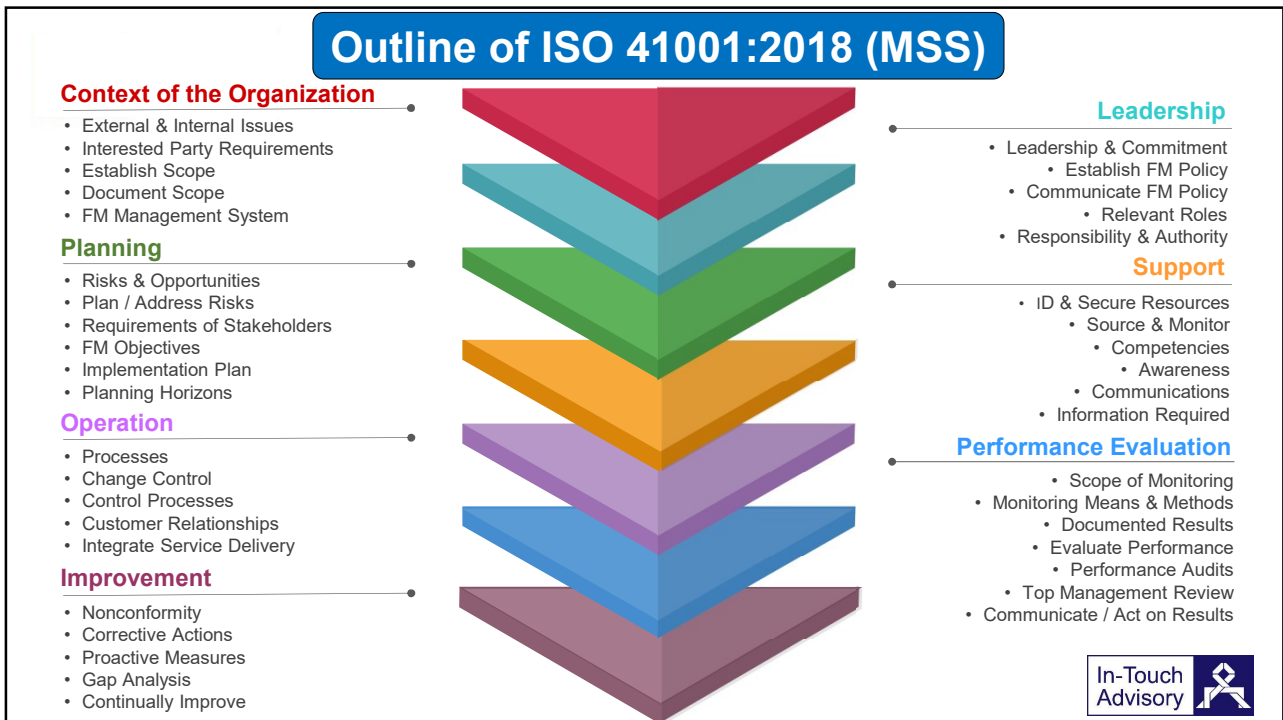 Outline of ISO 41001:2018 (MSS)
Context of the Organization
• External & Internal Issues
• Interested Party Requirements
• Establish Scope
• Document Scope
• FM Management System
Leadership
• Leadership & Commitment
• Establish FM Policy
• Communicate FM Policy
• Relevant Roles
• Responsibility & Authority
Planning
• Risks & Opportunities
• Plan / Address Risks
• Requirements of Stakeholders
• FM Objectives
• Implementation Plan
• Planning Horizons
Support
• ID & Secure Resources
• Source & Monitor
• Competencies
• Awareness
• Communications
• Information Required
Operation
• Processes
• Change Control
• Control Processes
• Customer Relationships
• Integrate Service Delivery
Performance Evaluation
• Scope of Monitoring
• Monitoring Means & Methods
• Documented Results
• Evaluate Performance
• Performance Audits
• Top Management Review
• Communicate / Act on Results
Improvement
• Nonconformity
• Corrective Actions
• Proactive Measures
• Gap Analysis
• Continually Improve
In-Touch
Advisory